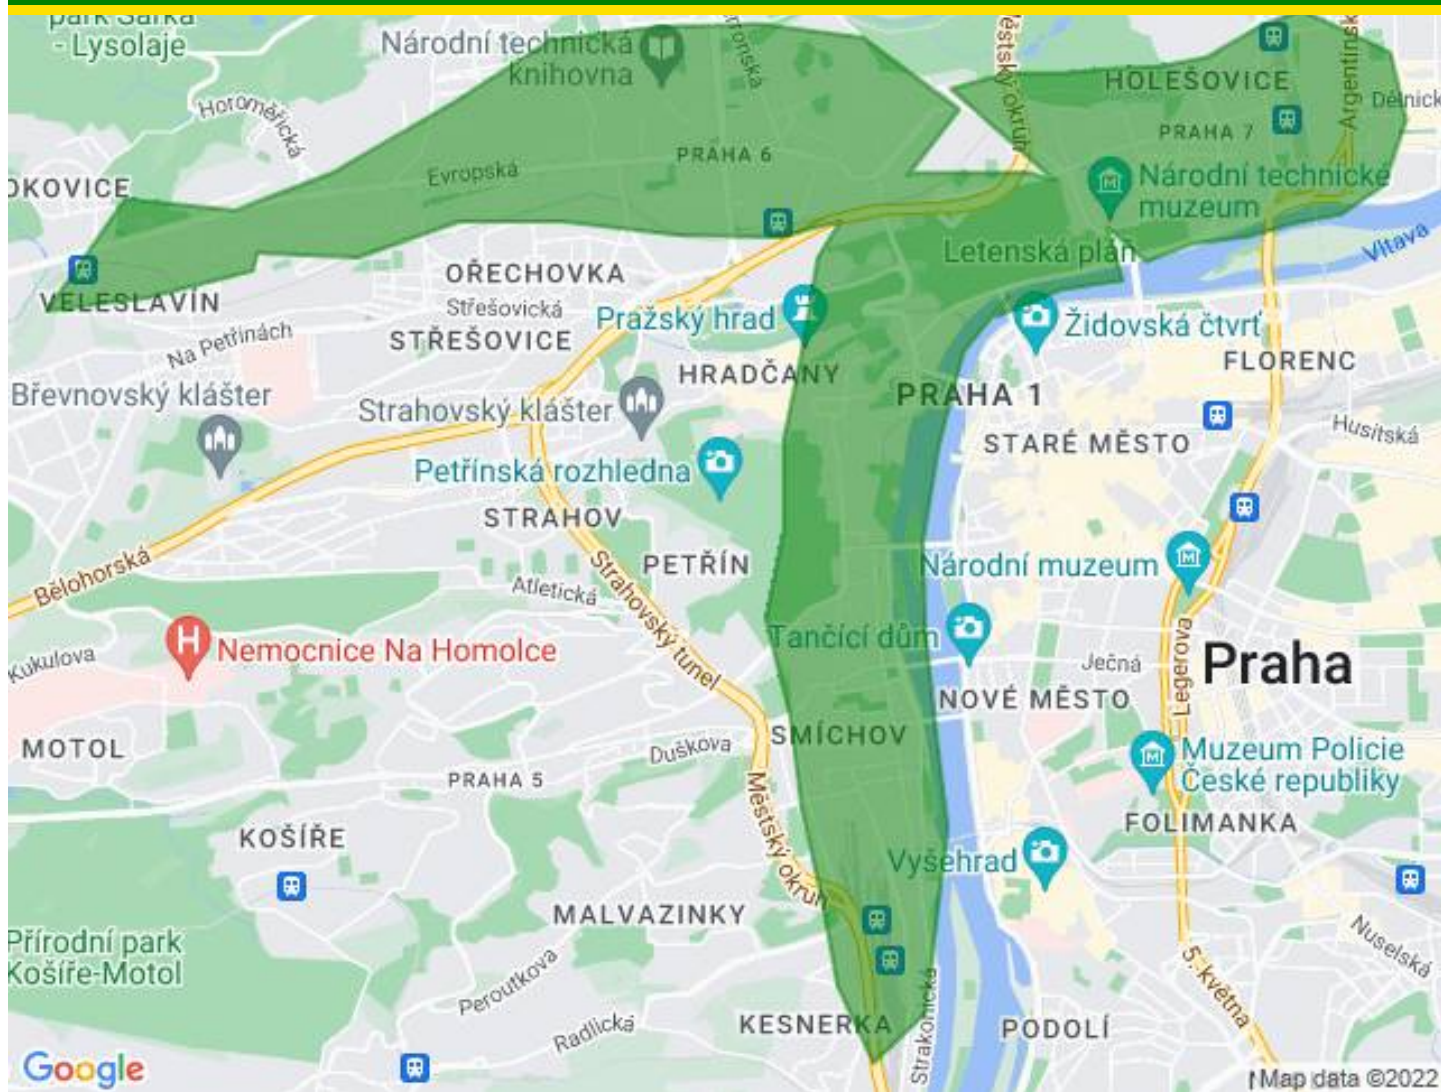 park Šárka
- Lysolaje
Národní technická
knihovna
Městský okruh
HOLEŠOVICE
Argentinsk
Dělnick
Horoměřická
PRAHA 7
PRAHA 6
Evropská
OKOVICE
Národní technické
muzeum
Letenská pláň
Vltava
OŘECHOVKA
VELESLAVÍN
Střešovická
Pražský hrad
Židovská čtvrť
Na Petřinách
STŘEŠOVICE
FLORENC
HRADČANY
Břevnovský klášter
Strahovský klášter
PRAHA 1
Husitská
STARÉ MĚSTO
Petřínská rozhledna
STRAHOV
Bělohorská
PETŘÍN
Národní muzeum
Atletická
Strahovský tunel
Tančící dům
Nemocnice Na Homolce
Kukulova
Ječná
Legerova
Praha
NOVÉ MĚSTO
SMÍCHOV
MOTOL
Duškova
Muzeum Policie
České republiky
PRAHA 5
Městský okruh
FOLIMANKA
KOŠÍŘE
Vyšehrad
MALVAZINKY
Přírodní park
Košíře-Motol
Nuselská
5. května
Peroutkova
Strakonická
Radlická
KESNERKA
PODOLÍ
Google
Map data ©2022